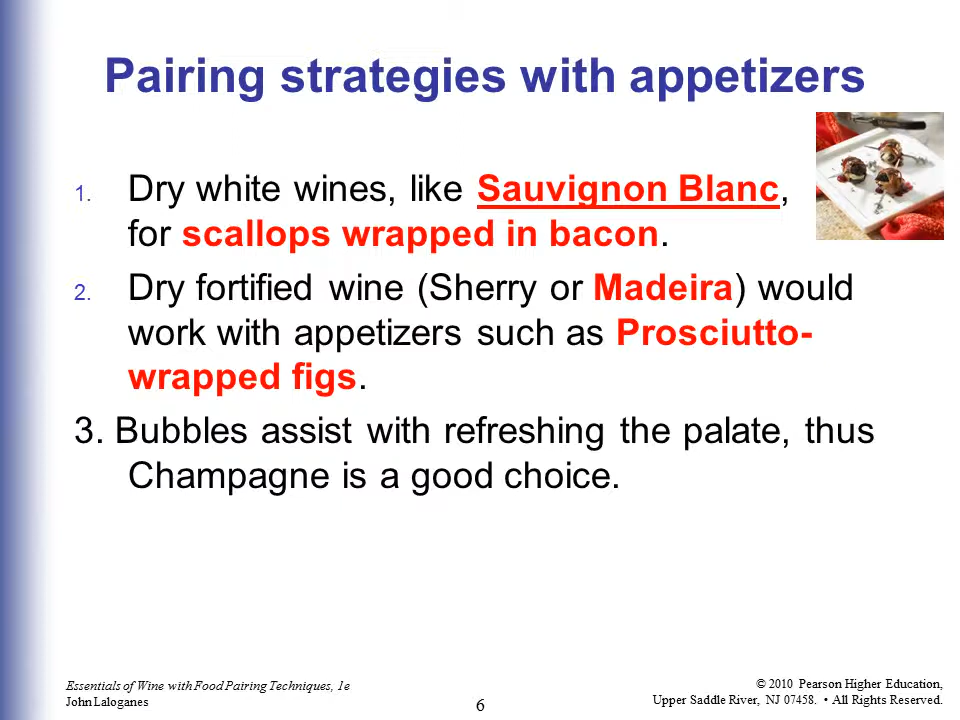 Pairing strategies with appetizers
1. Dry white wines, like Sauvignon Blanc,
for scallops wrapped in bacon.
2. Dry fortified wine (Sherry or Madeira) would
work with appetizers such as Prosciutto-
wrapped figs.
3. Bubbles assist with refreshing the palate, thus
Champagne is a good choice.
Essentials of Wine with Food Pairing Techniques, 1e
John Laloganes
6
© 2010 Pearson Higher Education,
Upper Saddle River, NJ 07458. • All Rights Reserved.